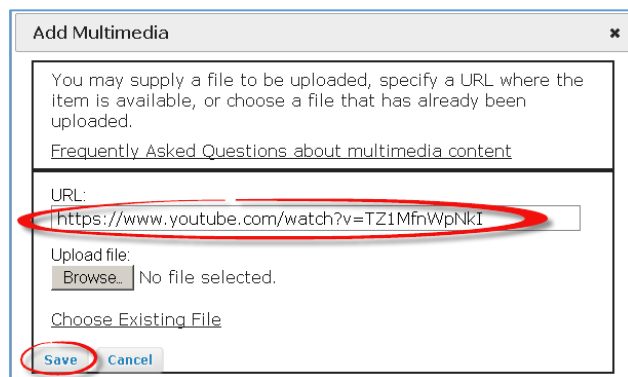 Add Multimedia ×
You may supply a file to be uploaded, specify a URL where the
item is available, or choose a file that has already been
uploaded.
Frequently Asked Questions about multimedia content
URL:
https://www.youtube.com/watch?v=TZ1MfnWpNkI
Upload file:
Browse… No file selected.
Choose Existing File
Save Cancel